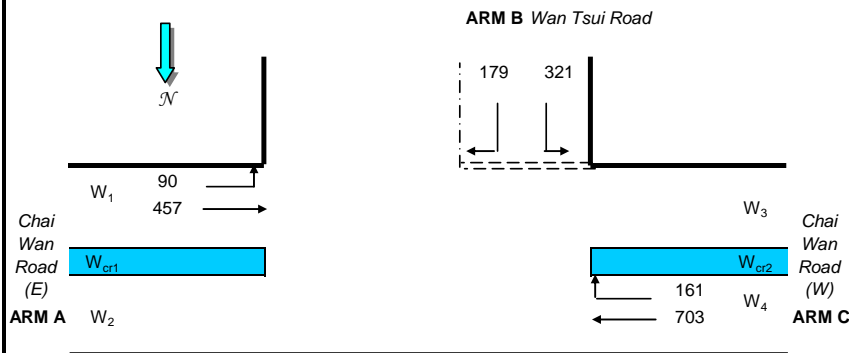 ARM B Wan Tsui Road
N
179 321
W1 90
457
W3
Chai
Wan
Road
(E)
ARM A
Wcr1
W2
Wcr2
Chai
Wan
Road
(W)
ARM C
161
703
W4